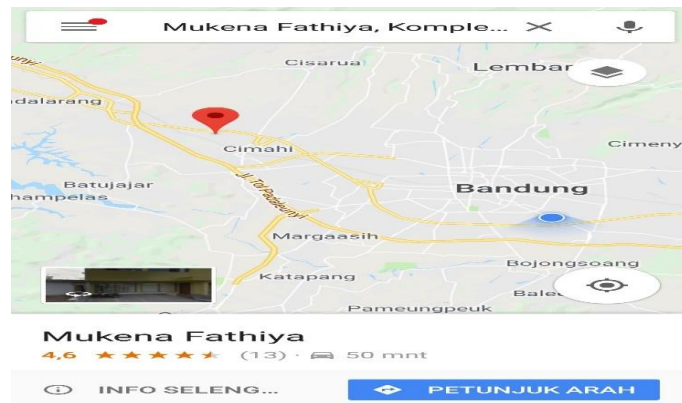 Mukena Fathiya, Komple...
Cisarua
Lembar
dalarang
Cimahi
Cimeny
Batujajar
hampelas
Bandung
Margaasih
Bojongsoang
Katapang
Balee
Pameungpeuk
Mukena Fathiya
4,6 (13) · 50 mnt
INFO SELENG...
PETUNJUK ARAH